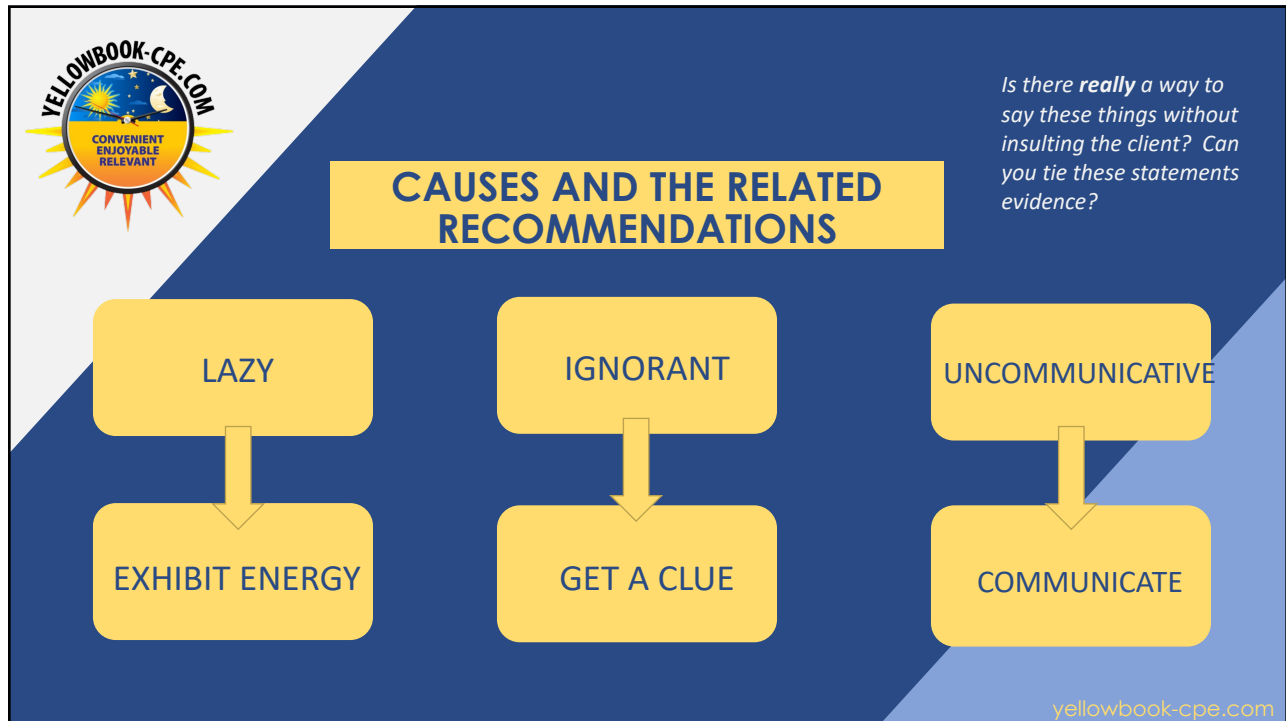 YELLOWBOOK-CPE.COM
CONVENIENT
ENJOYABLE
RELEVANT
Is there really a way to
say these things without
insulting the client? Can
you tie these statements
evidence?
CAUSES AND THE RELATED
RECOMMENDATIONS
LAZY
IGNORANT
UNCOMMUNICATIVE
EXHIBIT ENERGY
GET A CLUE
COMMUNICATE
yellowbook-cpe.com